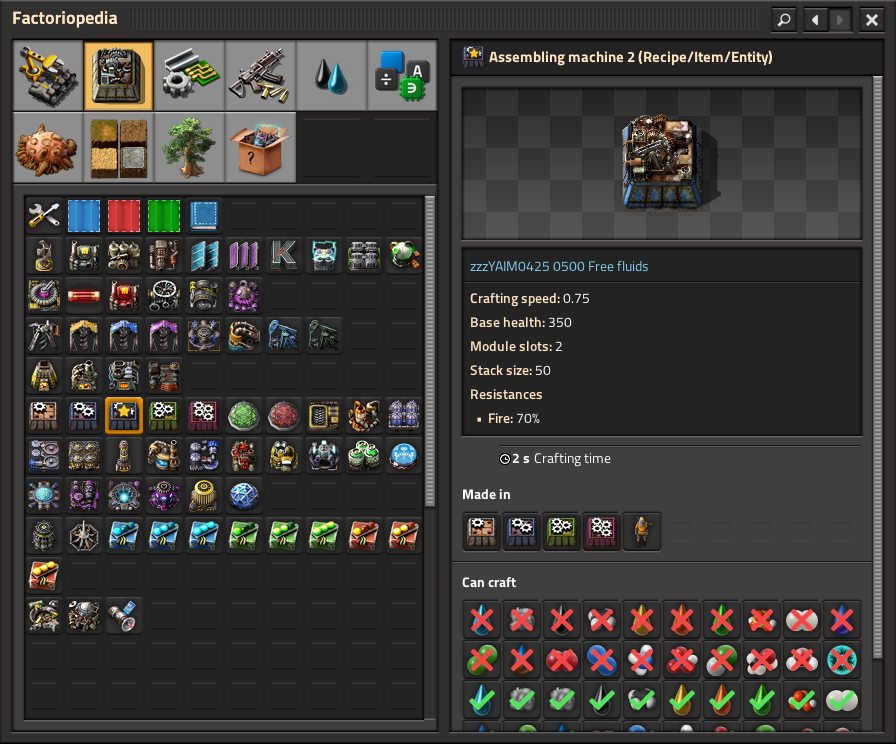 Factoriopedia
Assembling machine 2 (Recipe/Item/Entity)
zzzYAIM0425 0500 Free fluids
Crafting speed: 0.75
Base health: 350
Module slots: 2
Stack size: 50
Resistances
▪ Fire: 70%
2 s Crafting time
Made in
Can craft
A
K
?